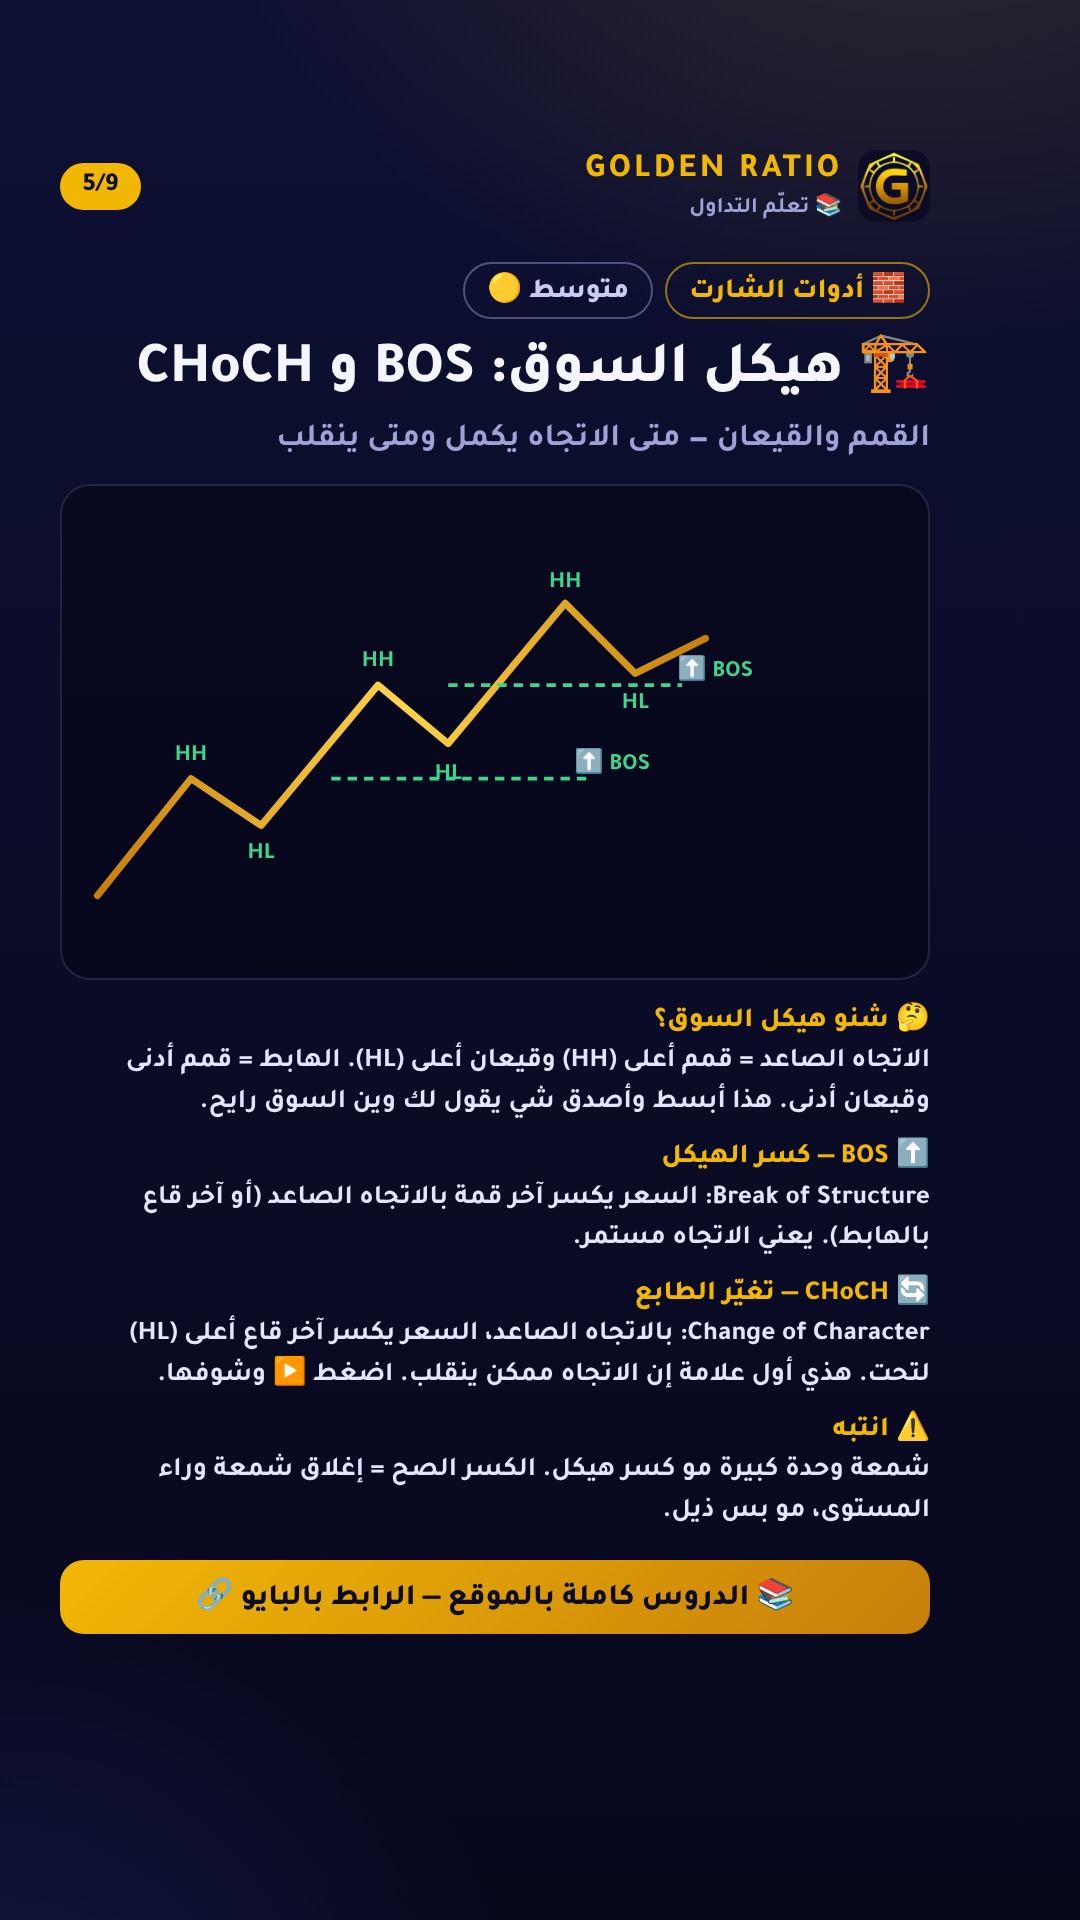 GOLDEN RATIO
📚 تعلّم التداول
5/9
🧱 أدوات الشارت
متوسط 🟡
🏗️ هيكل السوق: BOS و CHoCH
القمم والقيعان – متى الاتجاه يكمل ومتى ينقلب
HH
HH
⬆️ BOS
HL
HH
⬆️ BOS
HL
HL
🤔 شنو هيكل السوق؟
الاتجاه الصاعد = قمم أعلى (HH) وقيعان أعلى (HL). الهابط = قمم أدنى
وقيعان أدنى. هذا أبسط وأصدق شي يقول لك وين السوق رايح.
⬆️ BOS – كسر الهيكل
Break of Structure: السعر يكسر آخر قمة بالاتجاه الصاعد (أو آخر قاع
بالهابط). يعني الاتجاه مستمر.
🔄 CHoCH – تغيّر الطابع
Change of Character: بالاتجاه الصاعد، السعر يكسر آخر قاع أعلى (HL)
لتحت. هذي أول علامة إن الاتجاه ممكن ينقلب. اضغط ▶️ وشوفها.
⚠️ انتبه
شمعة وحدة كبيرة مو كسر هيكل. الكسر الصح = إغلاق شمعة وراء
المستوى، مو بس ذيل.
📚 الدروس كاملة بالموقع – الرابط بالبايو 🔗